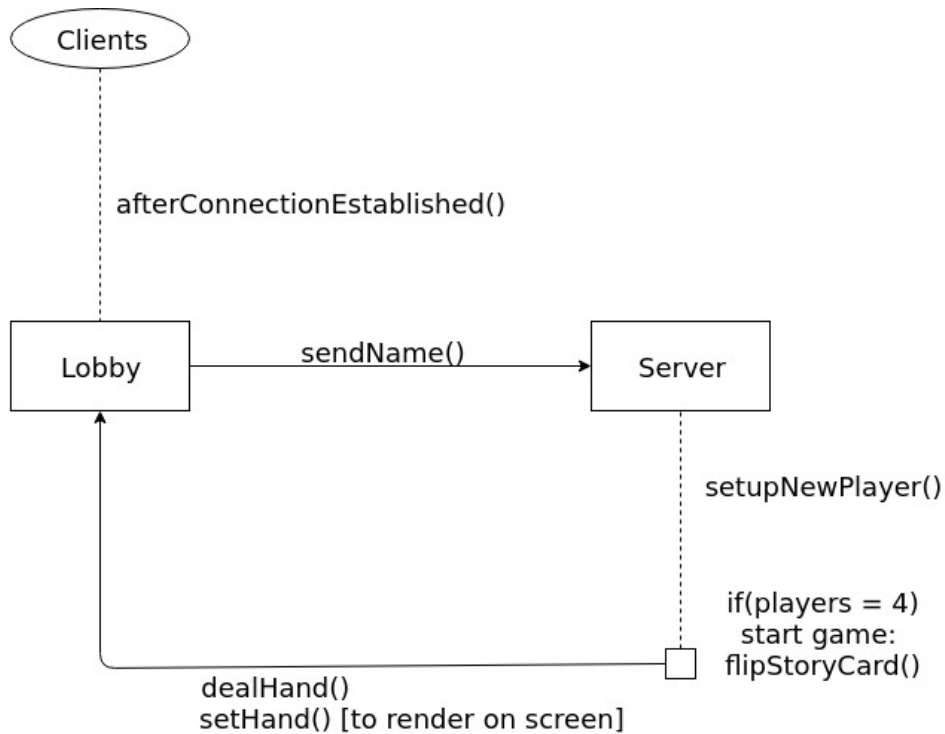 Clients
afterConnectionEstablished()
Lobby
sendName()
Server
setupNewPlayer()
if(players = 4)
start game:
flipStoryCard()
dealHand()
setHand() [to render on screen]